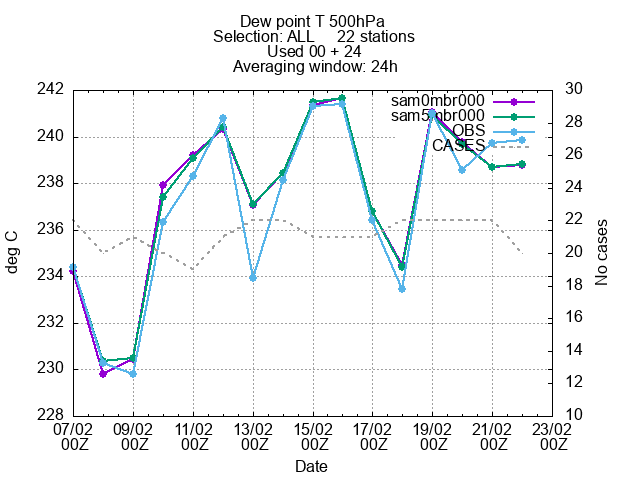 Dew point T 500hPa
Selection: ALL 22 stations
Used 00 + 24
Averaging window: 24h
sam0mbr000
sam5mbr000
OBS
CASES
242
240
238
236
234
232
230
228
30
28
26
24
22
20
18
16
14
12
10
deg C
No cases
07/02 09/02 11/02 13/02 15/02 17/02 19/02 21/02 23/02
00Z 00Z 00Z 00Z 00Z 00Z 00Z 00Z 00Z
Date